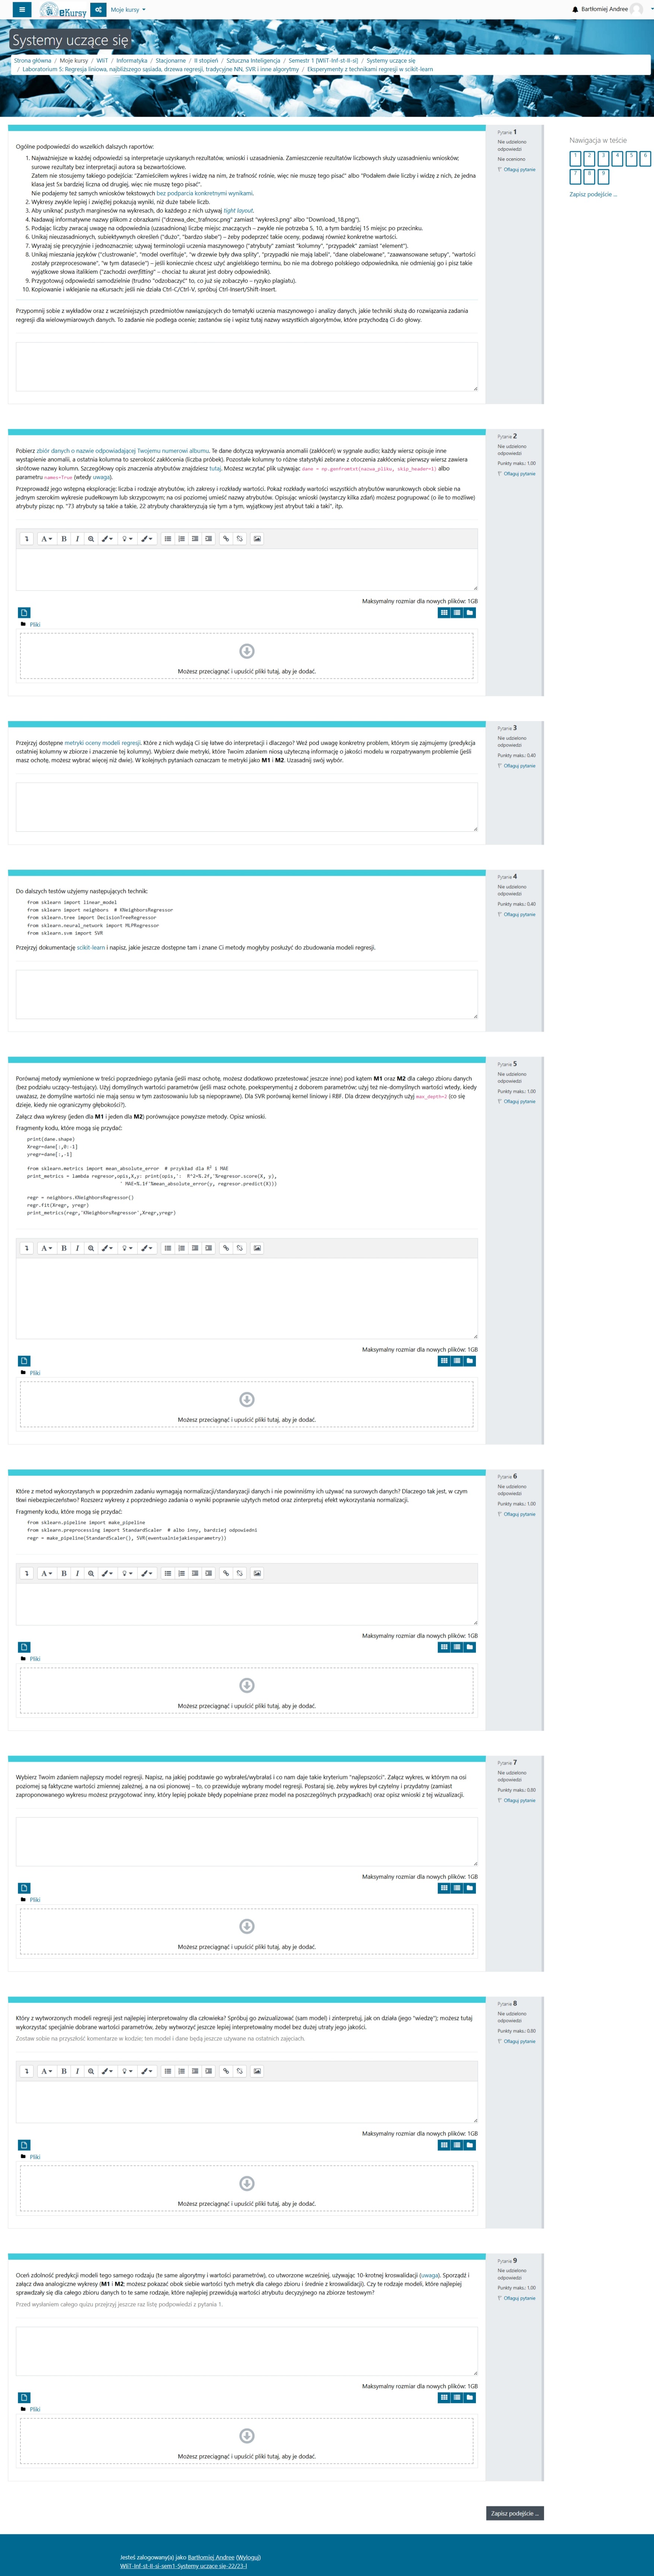 eKursy
Moje kursy
Bartłomiej Andree
Systemy uczące się
Strona główna / Moje kursy / WIiT / Informatyka / Stacjonarne / II stopień / Sztuczna Inteligencja / Semestr 1 [WIiT-Inf-st-II-si] / Systemy uczące się
/ Laboratorium 5: Regresja liniowa, najbliższego sąsiada, drzewa regresji, tradycyjne NN, SVR i inne algorytmy / Eksperymenty z technikami regresji w scikit-learn
Pytanie 1
Nie udzielono
odpowiedzi
Nie oceniono
Oflaguj pytanie
Ogólne podpowiedzi do wszelkich dalszych raportów:
1. Najważniejsze w każdej odpowiedzi są interpretacje uzyskanych rezultatów, wnioski i uzasadnienia. Zamieszczenie rezultatów liczbowych służy uzasadnianiu wniosków,
surowe rezultaty bez interpretacji autora są bezwartościowe.
Zatem nie stosujemy takiego podejścia: "Zamieściłem wykres i widzę na nim, że trafność rośnie, więc nie muszę tego pisać" albo "Podałem dwie liczby i widzę z nich, że jedna
klasa jest 5x bardziej liczna od drugiej, więc nie muszę tego pisać".
Nie podajemy też samych wniosków tekstowych bez podparcia konkretnymi wynikami.
2. Rykresy zwykle lepiej i zwięźlej pokazują wyniki, niż duże tabele liczb.
3. Aby uniknąć pustych marginesów na wykresach, do każdego z nich używaj tight layout.
4. Nadawaj informatywne nazwy plikom z obrazkami ("drzewa_dec_trafnosc.png" zamiast "wykres3.png" albo "Download_18.png").
5. Podając liczby zwracaj uwagę na odpowiednią (uzasadnioną) liczbę miejsc znaczących – zwykle nie potrzeba 5, 10, a tym bardziej 15 miejsc po przecinku.
6. Unikaj nieuzasadnionych, subiektywnych określeń ("dużo", "bardzo słabe") – żeby podeprzeć takie oceny, podawaj również konkretne wartości.
7. Wyrażaj się precyzyjnie i jednoznacznie; używaj terminologii uczenia maszynowego ("atrybuty" zamiast "kolumny", "przypadek" zamiast "element").
8. Unikaj mieszania języków ("crashed outliers", "model overfituje", "w drzewie były dwa splity", "przypadki nie mają labeli", "dane olabelowane", "zaawansowane setupy", "wartości
zostały przeprocesowane", "w tym datasecie") – jeśli koniecznie chcesz użyć angielskiego terminu, bo nie ma dobrego polskiego odpowiednika, nie odmieniaj go i pisz takie
wyjątkowe słowa italikiem ("zachodzi overfitting" – chociaż tu akurat jest dobry odpowiednik).
9. Przygotowuj odpowiedzi samodzielnie (trudno "odzobaczyć" to, co już się zobaczyło – ryzyko plagiatu).
10. Kopiowanie i wklejanie na eKursach: jeśli nie działa Ctrl-C/Ctrl-V, spróbuj Ctrl-Insert/Shift-Insert.
Przypomnij sobie z wykładów oraz z wcześniejszych przedmiotów nawiązujących do tematyki uczenia maszynowego i analizy danych, jakie techniki służą do rozwiązania zadania
regresji dla wielowymiarowych danych. To zadanie nie podlega ocenie; zastanów się i wpisz tutaj nazwy wszystkich algorytmów, które przychodzą Ci do głowy.
Nawigacja w teście
1 2 3 4 5 6
7 8 9
Zapisz podejście ...
Pytanie 2
Nie udzielono
odpowiedzi
Punkty maks.: 1,00
Oflaguj pytanie
Pobierz zbiór danych o nazwie odpowiadającej Twojemu numerowi albumu. Te dane dotyczą wykrywania anomalii (zakłóceń) w sygnale audio; każdy wiersz opisuje inne
wystąpienie anomalii, a ostatnia kolumna to szerokość zakłócenia (liczba próbek). Pozostałe kolumny to różne statystyki zebrane z otoczenia zakłócenia; pierwszy wiersz zawiera
skrótowe nazwy kolumn. Szczegółowy opis znaczenia atrybutów znajdziesz tutaj. Możesz wczytać plik używając dane = np.genfromtxt(nazwa_pliku, skip_header=1) albo
parametru names=True (wtedy uwaga!).
Przeprowadź jego wstępną eksplorację: liczba i rodzaje atrybutów, ich zakresy i rozkłady wartości. Pokaż rozkłady wartości wszystkich atrybutów warunkowych obok siebie na
jednym szerokim wykresie pudełkowym lub skrzypcowym; na osi poziomej umieść nazwy atrybutów. Opisując wnioski (wystarczy kilka zdań) możesz pogrupować (o ile to możliwe)
atrybuty pisząc np. "73 atrybuty są takie a takie, 22 atrybuty charakteryzują się tym a tym, wyjątkowy jest atrybut taki a taki", itp.
Maksymalny rozmiar dla nowych plików: 1GB
Pliki
Możesz przeciągnąć i upuścić pliki tutaj, aby je dodać.
Pytanie 3
Nie udzielono
odpowiedzi
Punkty maks.: 0,40
Oflaguj pytanie
Przejrzyj dostępne metryki oceny modeli regresji. Które z nich wydają Ci się łatwe do interpretacji i dlaczego? Weź pod uwagę konkretny problem, którym się zajmujemy (predykcja
ostatniej kolumny w zbiorze i znaczenie tej kolumny). Wybierz dwie metryki, które Twoim zdaniem niosą użyteczną informację o jakości modelu w rozpatrywanym problemie (jeśli
masz ochotę, możesz wybrać więcej niż dwie). W kolejnych pytaniach oznaczam te metryki jako M1 i M2. Uzasadnij swój wybór.
Pytanie 4
Nie udzielono
odpowiedzi
Punkty maks.: 0,40
Oflaguj pytanie
Do dalszych testów użyjemy następujących technik:
from sklearn import linear_model
from sklearn import neighbors # KNeighborsRegressor
from sklearn.tree import DecisionTreeRegressor
from sklearn.neural_network import MLPRegressor
from sklearn.svm import SVR
Przejrzyj dokumentację scikit-learn i napisz, jakie jeszcze dostępne tam i znane Ci metody mogłyby posłużyć do zbudowania modeli regresji.
Pytanie 5
Nie udzielono
odpowiedzi
Punkty maks.: 1,00
Oflaguj pytanie
Porównaj metody wymienione w treści poprzedniego pytania (jeśli masz ochotę, możesz dodatkowo przetestować jeszcze inne) pod kątem M1 oraz M2 dla całego zbioru danych
(bez podziału uczący–testujący). Użyj domyślnych wartości parametrów (jeśli masz ochotę, poeksperymentuj z doborem parametrów; użyj też nie-domyślnych wartości wtedy, kiedy
uważasz, że domyślne wartości nie mają sensu w tym zastosowaniu lub są niepoprawne). Dla SVR porównaj kernel liniowy i RBF. Dla drzew decyzyjnych użyj max_depth=3 (co się
dzieje, kiedy nie ograniczymy głębokości?).
Załącz dwa wykresy (jeden dla M1 i jeden dla M2) porównujące powyższe metody. Opisz wnioski.
Fragmenty kodu, które mogą się przydać:
print(dane.shape)
Xregr=dane[:,0:-1]
yregr=dane[:,-1]
from sklearn.metrics import mean_absolute_error # przykład dla R² i MAE
print_metrics = lambda regresor,opis,X,y: print(opis,': R^2=%.2f,'%regresor.score(X, y),
' MAE=%.1f'%mean_absolute_error(y, regresor.predict(X)))
regr = neighbors.KNeighborsRegressor()
regr.fit(Xregr, yregr)
print_metrics(regr,'KNeighborsRegressor',Xregr,yregr)
Maksymalny rozmiar dla nowych plików: 1GB
Pliki
Możesz przeciągnąć i upuścić pliki tutaj, aby je dodać.
Pytanie 6
Nie udzielono
odpowiedzi
Punkty maks.: 1,00
Oflaguj pytanie
Które z metod wykorzystanych w poprzednim zadaniu wymagają normalizacji/standaryzacji danych i nie powinniśmy ich używać na surowych danych? Dlaczego tak jest, w czym
tkwi niebezpieczeństwo? Rozszerz wykresy z poprzedniego zadania o wyniki poprawnie użytych metod oraz zinterpretuj efekt wykorzystania normalizacji.
Fragmenty kodu, które mogą się przydać:
from sklearn.pipeline import make_pipeline
from sklearn.preprocessing import StandardScaler # albo inny, bardziej odpowiedni
regr = make_pipeline(StandardScaler(), SVR(ewentualniejakiesparametry))
Maksymalny rozmiar dla nowych plików: 1GB
Pliki
Możesz przeciągnąć i upuścić pliki tutaj, aby je dodać.
Pytanie 7
Nie udzielono
odpowiedzi
Punkty maks.: 0,80
Oflaguj pytanie
Wybierz Twoim zdaniem najlepszy model regresji. Napisz, na jakiej podstawie go wybrałeś/wybrałaś i co nam daje takie kryterium "najlepszości". Załącz wykres, w którym na osi
poziomej są faktyczne wartości zmiennej zależnej, a na osi pionowej – to, co przewiduje wybrany model regresji. Postaraj się, żeby wykres był czytelny i przydatny (zamiast
zaproponowanego wykresu możesz przygotować inny, który lepiej pokaże błędy popełniane przez model na poszczególnych przypadkach) oraz opisz wnioski z tej wizualizacji.
Maksymalny rozmiar dla nowych plików: 1GB
Pliki
Możesz przeciągnąć i upuścić pliki tutaj, aby je dodać.
Pytanie 8
Nie udzielono
odpowiedzi
Punkty maks.: 0,80
Oflaguj pytanie
Który z wytworzonych modeli regresji jest najlepiej interpretowalny dla człowieka? Spróbuj go zwizualizować (sam model) i zinterpretuj, jak on działa (jego "wiedzę"); możesz tutaj
wykorzystać specjalnie dobrane wartości parametrów, żeby wytworzyć jeszcze lepiej interpretowalny model bez dużej utraty jego jakości.
Zostaw sobie na przyszłość komentarze w kodzie; ten model i dane będą jeszcze używane na ostatnich zajęciach.
Maksymalny rozmiar dla nowych plików: 1GB
Pliki
Możesz przeciągnąć i upuścić pliki tutaj, aby je dodać.
Pytanie 9
Nie udzielono
odpowiedzi
Punkty maks.: 1,00
Oflaguj pytanie
Oceń zdolność predykcji modeli tego samego rodzaju (te same algorytmy i wartości parametrów), co utworzone wcześniej, używając 10-krotnej kroswalidacji (uwaga). Sporządź i
załącz dwa analogiczne wykresy (M1 i M2; możesz pokazać obok siebie wartości tych metryk dla całego zbioru i średnie z kroswalidacji). Czy te rodzaje modeli, które najlepiej
sprawdzały się dla całego zbioru danych to te same rodzaje, które najlepiej przewidują wartości atrybutu decyzyjnego na zbiorze testowym?
Przed wysłaniem całego quizu przejrzyj jeszcze raz listę podpowiedzi z pytania 1.
Maksymalny rozmiar dla nowych plików: 1GB
Pliki
Możesz przeciągnąć i upuścić pliki tutaj, aby je dodać.
Zapisz podejście ...
Jesteś zalogowany(a) jako Bartłomiej Andree (Wyloguj)
WIiT-Inf-st-II-si-sem1-Systemy uczące się-22/23-l